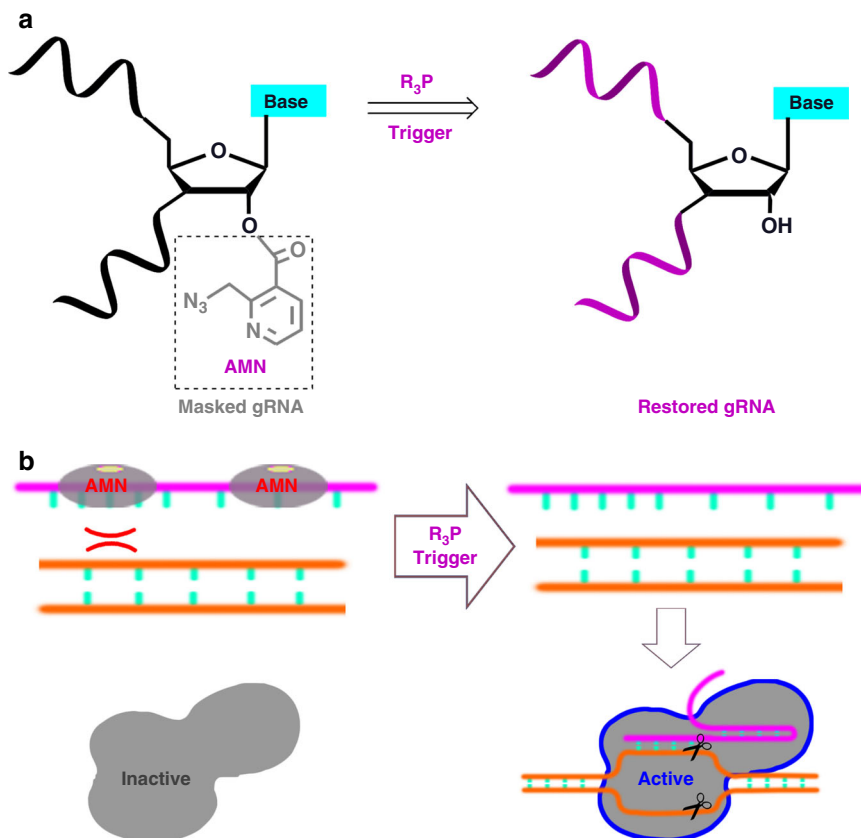 a
Base
O
O
O
N₃
N
AMN
Masked gRNA
R₃P
Trigger
Base
O
OH
Restored gRNA
b
AMN
AMN
R₃P
Trigger
Inactive
Active